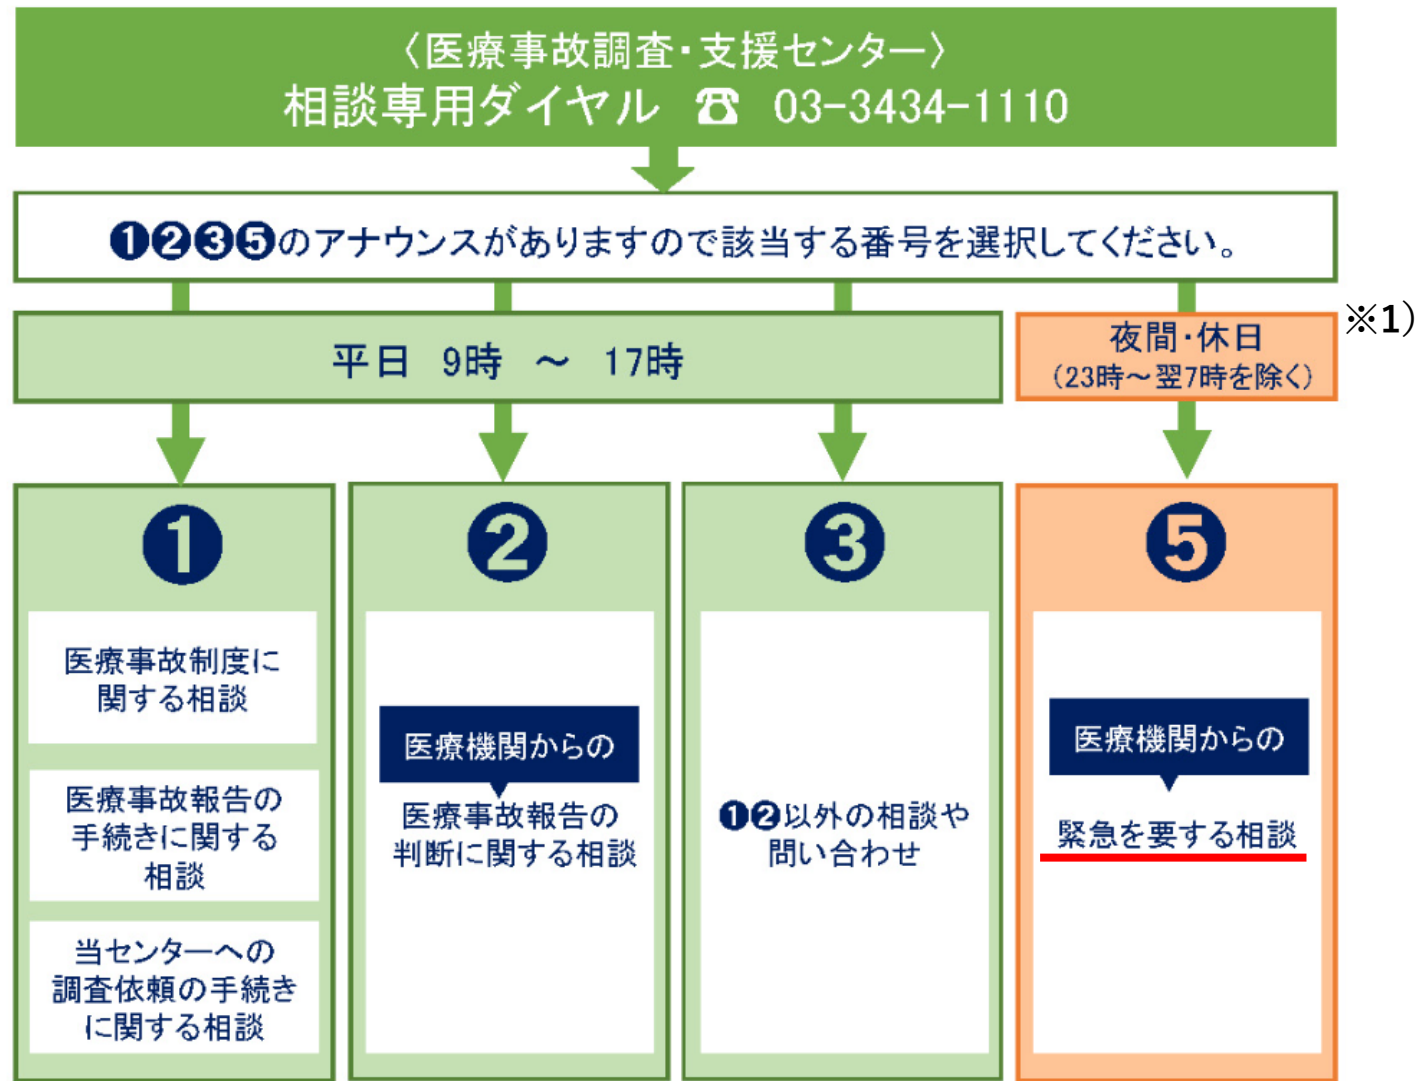 〈医療事故調査・支援センター〉
相談専用ダイヤル ☎ 03-3434-1110
❶❷❸❺のアナウンスがありますので該当する番号を選択してください。
平日 9時 ～ 17時
夜間・休日
(23時～翌7時を除く)
※1)
❶
医療事故制度に
関する相談
医療事故報告の
手続きに関する
相談
当センターへの
調査依頼の手続き
に関する相談
❷
医療機関からの
医療事故報告の
判断に関する相談
❸
❶❷以外の相談や
問い合わせ
❺
医療機関からの
緊急を要する相談